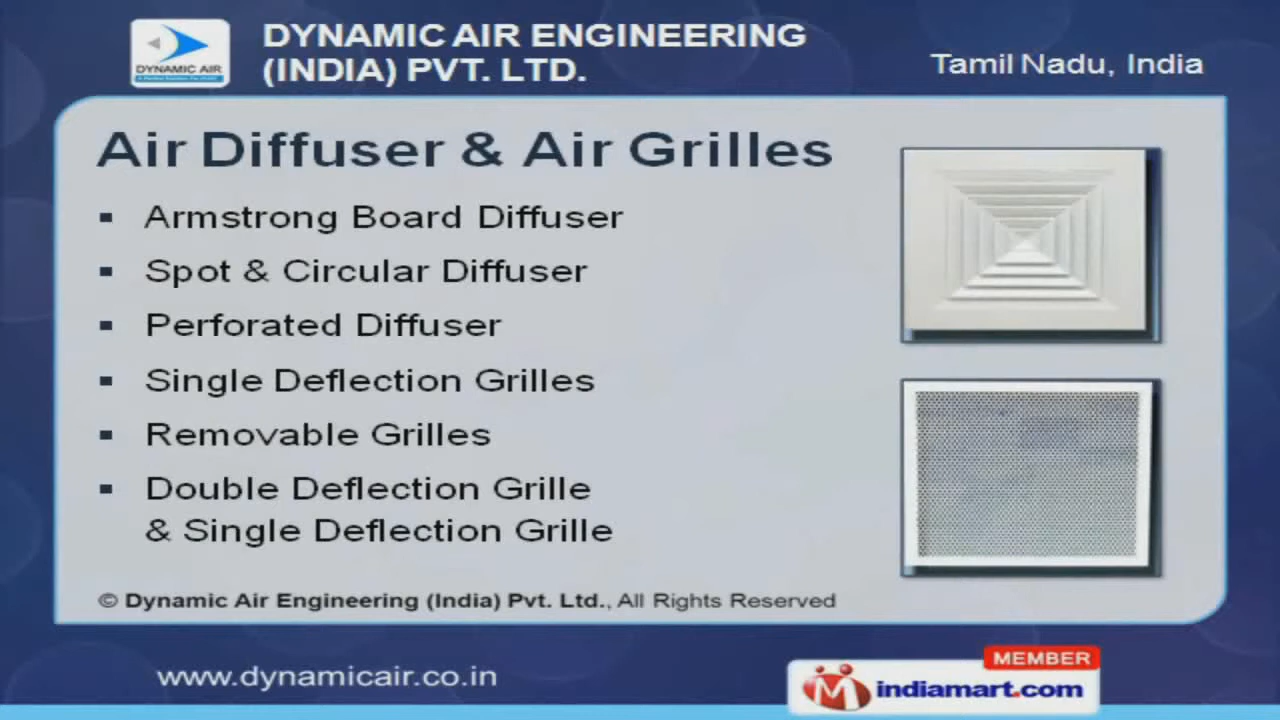 DYNAMIC AIR ENGINEERING
(INDIA) PVT. LTD.
DYNAMIC AIR
Tamil Nadu, India
Air Diffuser & Air Grilles
▪ Armstrong Board Diffuser
▪ Spot & Circular Diffuser
▪ Perforated Diffuser
▪ Single Deflection Grilles
▪ Removable Grilles
▪ Double Deflection Grille
& Single Deflection Grille
© Dynamic Air Engineering (India) Pvt. Ltd., All Rights Reserved
www.dynamicair.co.in
MEMBER
indiamart.com